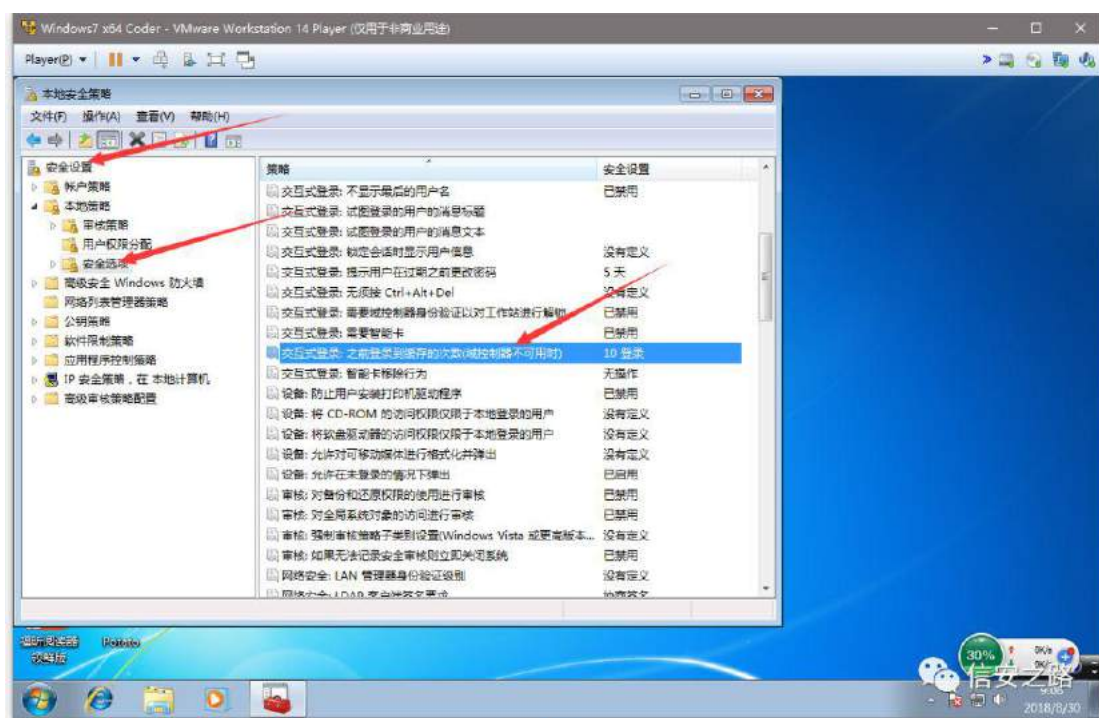 Windows7 x64 Coder - VMware Workstation 14 Player (仅用于非商业用途)
Player(P)
本地安全策略
文件(F) 操作(A) 查看(V) 帮助(H)
安全设置
帐户策略
本地策略
审核策略
用户权限分配
安全选项
高级安全 Windows 防火墙
网络列表管理器策略
公钥策略
软件限制策略
应用程序控制策略
IP 安全策略，在 本地计算机
高级审核策略配置
策略 安全设置
交互式登录: 不显示最后的用户名 已禁用
交互式登录: 试图登录的用户的消息标题
交互式登录: 试图登录的用户的消息文本
交互式登录: 锁定会话时显示用户信息 没有定义
交互式登录: 提示用户在过期之前更改密码 5 天
交互式登录: 无须按 Ctrl+Alt+Del 没有定义
交互式登录: 需要域控制器身份验证以对工作站进行解锁 已禁用
交互式登录: 需要智能卡 已禁用
交互式登录: 之前登录到缓存的次数(域控制器不可用时) 10 登录
交互式登录: 智能卡移除行为 无操作
设备: 防止用户安装打印机驱动程序 已禁用
设备: 将 CD-ROM 的访问权限仅限于本地登录的用户 没有定义
设备: 将软盘驱动器的访问权限仅限于本地登录的用户 没有定义
设备: 允许对可移动媒体进行格式化并弹出 没有定义
设备: 允许在未登录的情况下弹出 已启用
审核: 对备份和还原权限的使用进行审核 已禁用
审核: 对全局系统对象的访问进行审核 已禁用
审核: 强制审核策略子类别设置(Windows Vista 或更高版本... 没有定义
审核: 如果无法记录安全审核则立即关闭系统 已禁用
网络安全: LAN 管理器身份验证级别 没有定义
网络安全: LDAP 客户端签名要求 协商签名
Potato
30%
0K/s
信安之路
9:06
2018/8/30